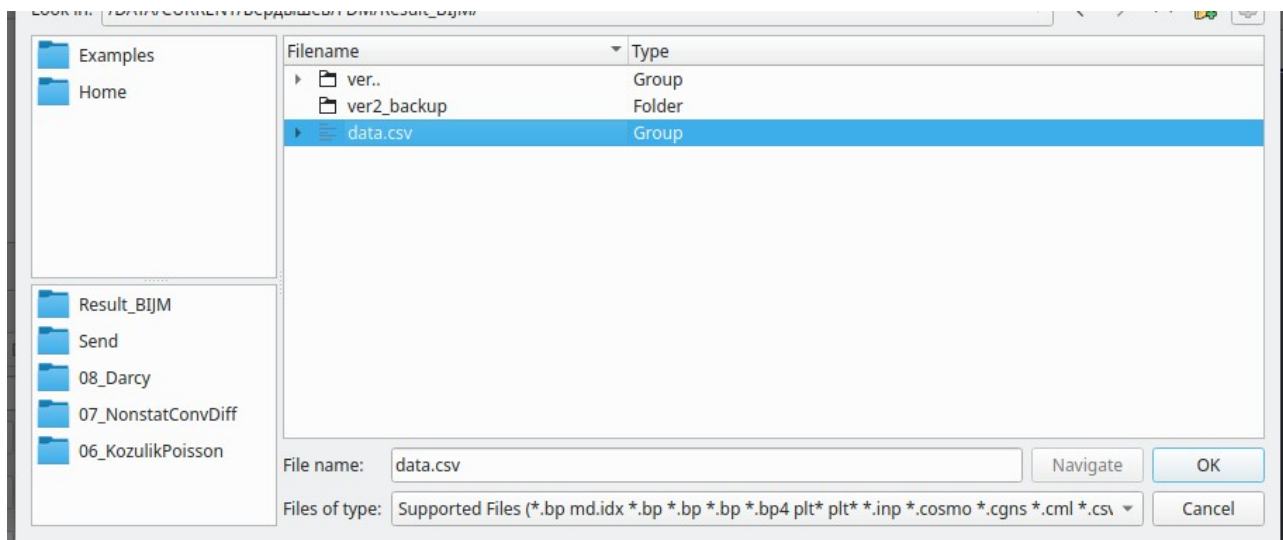 Examples
Home
Filename Type
ver.. Group
ver2_backup Folder
data.csv Group
Result_BIJM
Send
08_Darcy
07_NonstatConvDiff
06_KozulikPoisson
File name: data.csv Navigate OK
Files of type: Supported Files (*.bp md.idx *.bp *.bp *.bp *.bp4 plt* plt* *.inp *.cosmo *.cgns *.cml Cancel